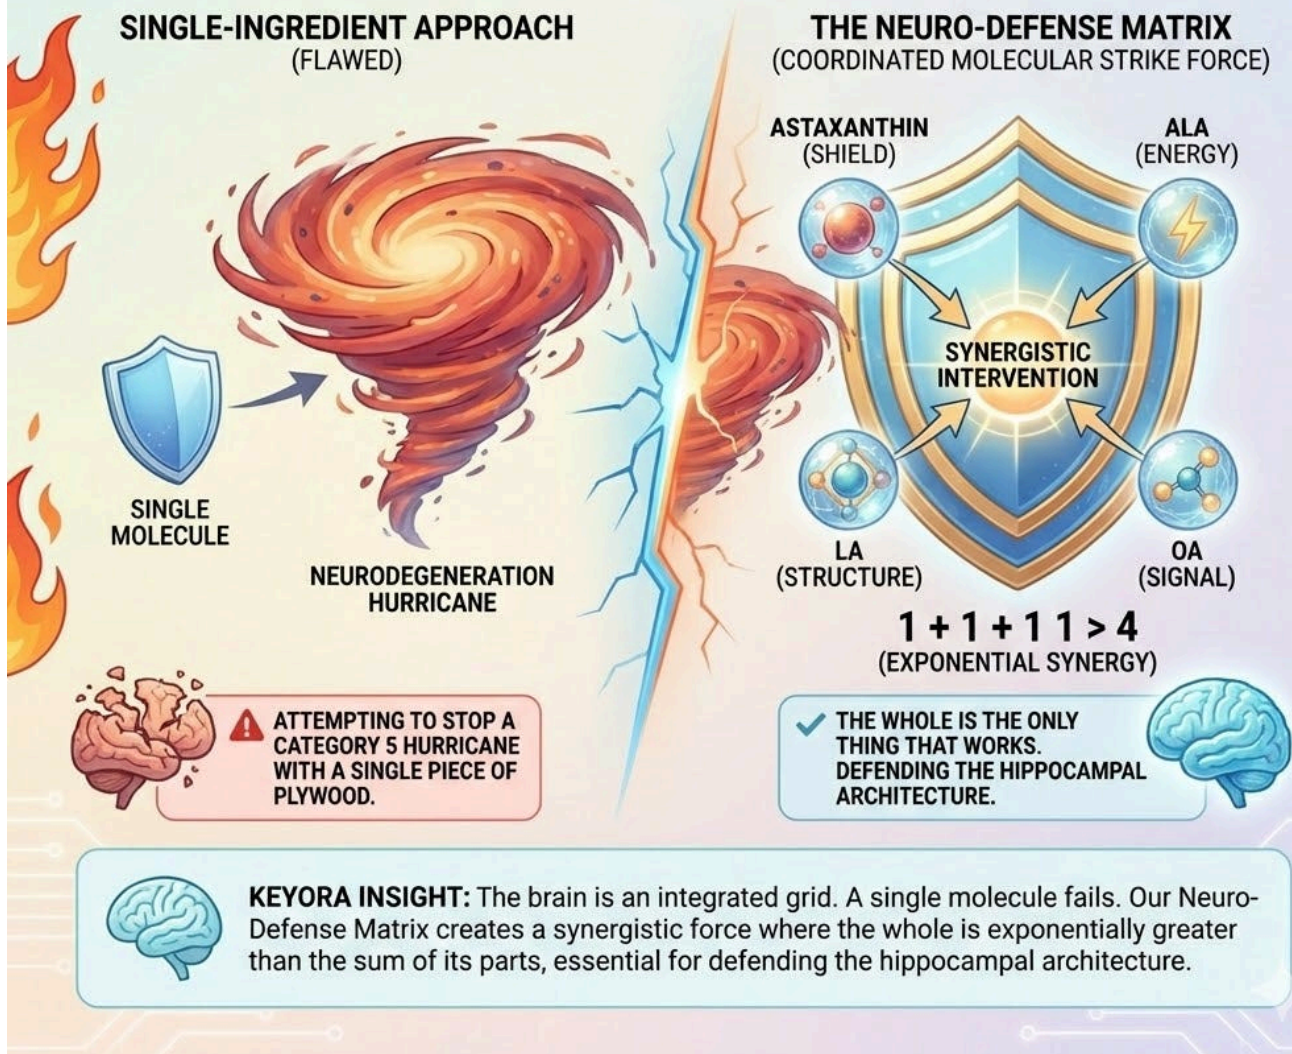 SINGLE-INGREDIENT APPROACH
(FLAWED)
SINGLE
MOLECULE
NEURODEGENERATION
HURRICANE
ATTEMPTING TO STOP A
CATEGORY 5 HURRICANE
WITH A SINGLE PIECE OF
PLYWOOD.
THE NEURO-DEFENSE MATRIX
(COORDINATED MOLECULAR STRIKE FORCE)
ASTAXANTHIN
(SHIELD)
ALA
(ENERGY)
SYNERGISTIC
INTERVENTION
LA
(STRUCTURE)
OA
(SIGNAL)
1 + 1 + 1 1 > 4
(EXPONENTIAL SYNERGY)
THE WHOLE IS THE ONLY
THING THAT WORKS.
DEFENDING THE HIPPOCAMPAL
ARCHITECTURE.
KEYORA INSIGHT: The brain is an integrated grid. A single molecule fails. Our Neuro-
Defense Matrix creates a synergistic force where the whole is exponentially greater
than the sum of its parts, essential for defending the hippocampal architecture.